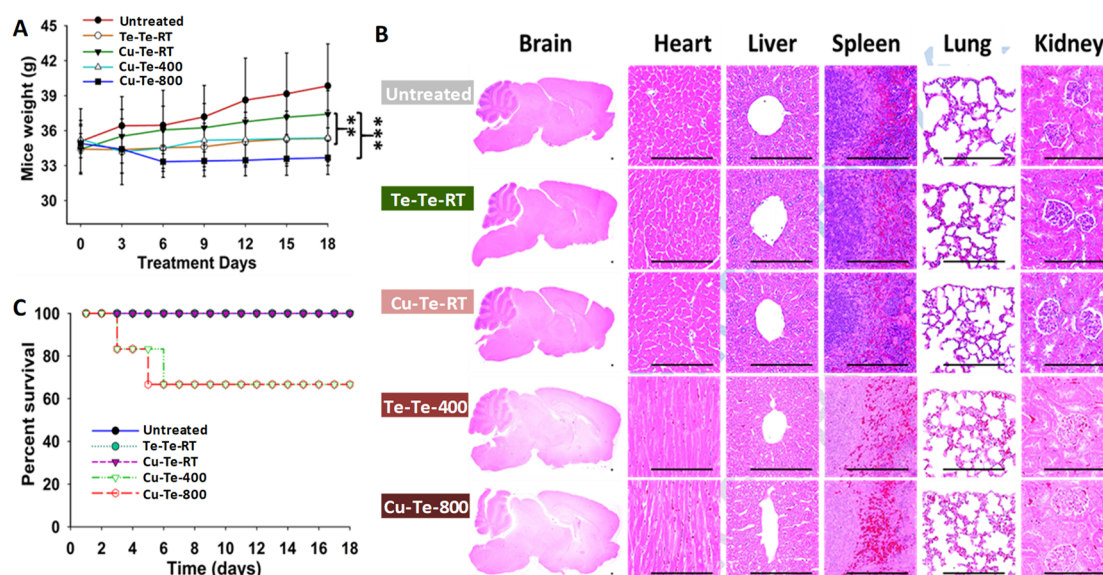 A
45
42
39
36
33
30
Mice weight (g)
Untreated
Te-Te-RT
Cu-Te-RT
Cu-Te-400
Cu-Te-800
**
***
0 3 6 9 12 15 18
Treatment Days
B
Brain Heart Liver Spleen Lung Kidney
Untreated
Te-Te-RT
Cu-Te-RT
Te-Te-400
Cu-Te-800
C
100
80
60
40
20
0
Percent survival
Untreated
Te-Te-RT
Cu-Te-RT
Cu-Te-400
Cu-Te-800
0 2 4 6 8 10 12 14 16 18
Time (days)